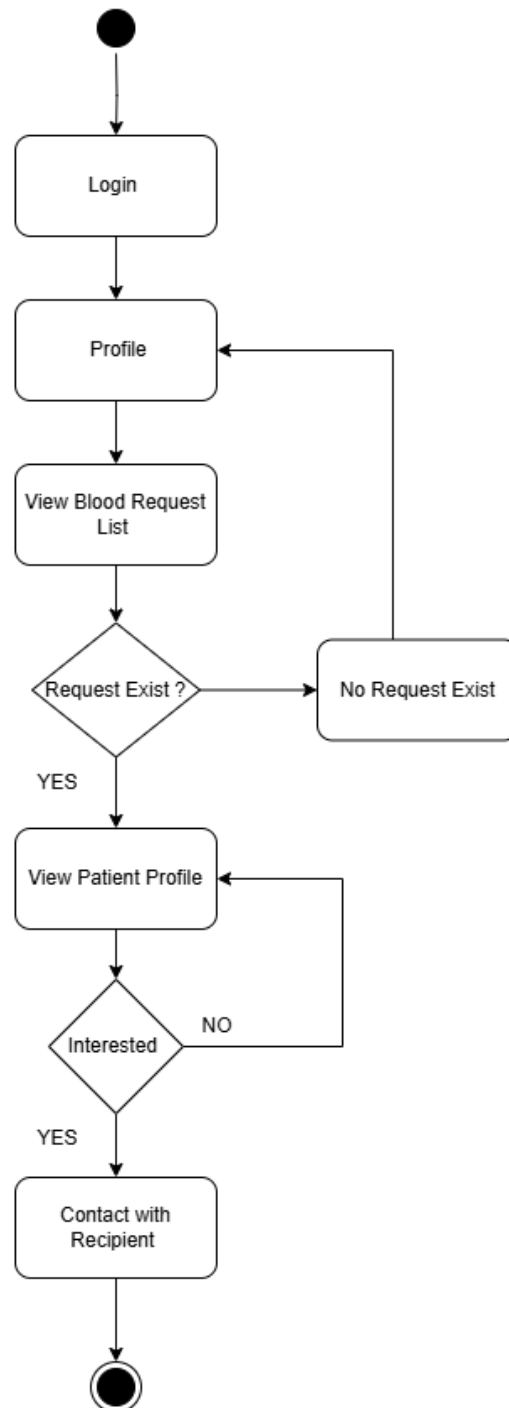 Login
Profile
View Blood Request
List
Request Exist ?
No Request Exist
YES
View Patient Profile
Interested
NO
YES
Contact with
Recipient